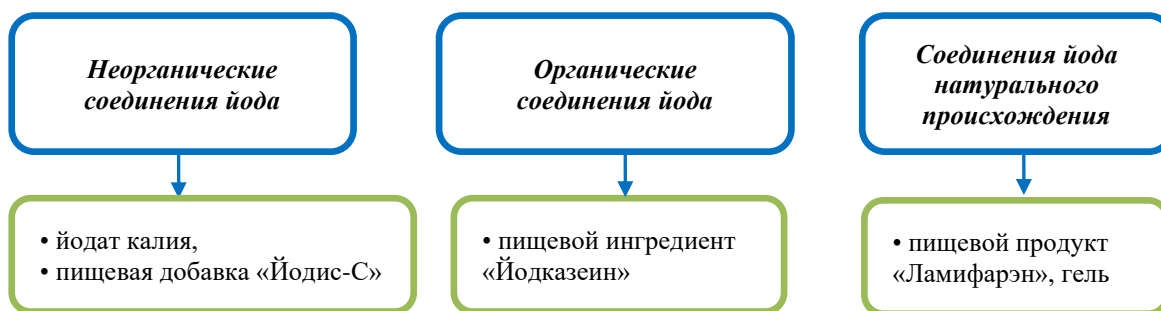 Неорганические
соединения йода
Органические
соединения йода
Соединения йода
натурального
происхождения
• йодат калия,
• пищевая добавка «Йодис-С»
• пищевой ингредиент
«Йодказеин»
• пищевой продукт
«Ламифарэн», гель